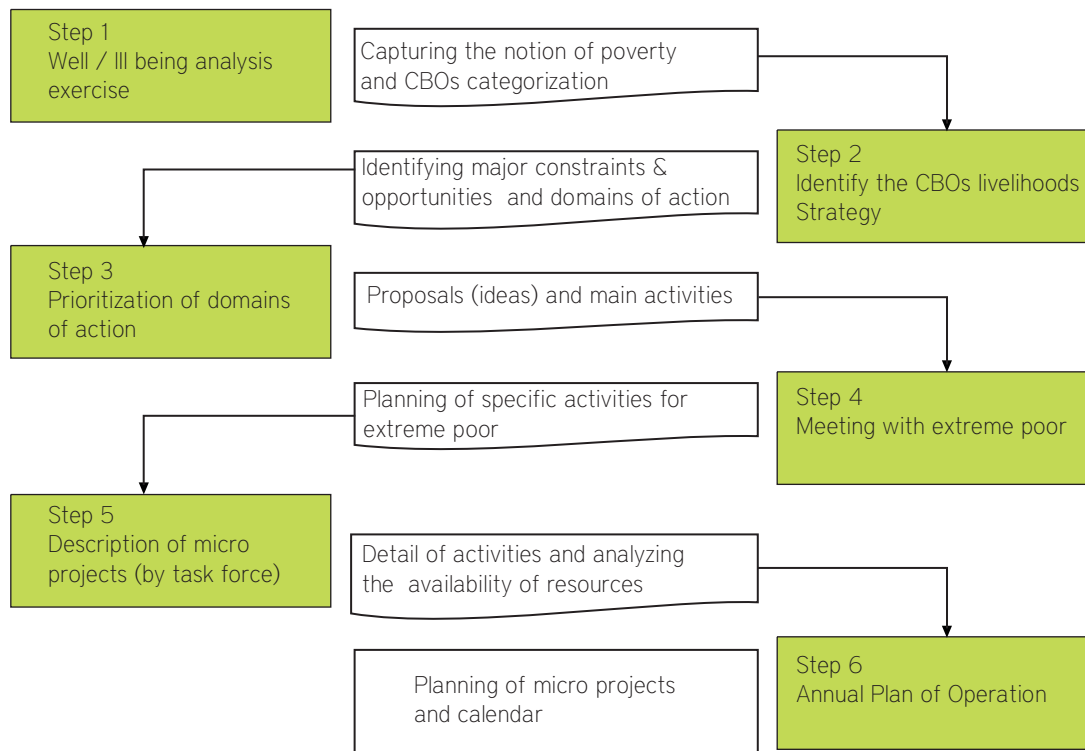 Step 1
Well / Ill being analysis
exercise
Capturing the notion of poverty
and CBOs categorization
Step 2
Identify the CBOs livelihoods
Strategy
Identifying major constraints &
opportunities and domains of action
Step 3
Prioritization of domains
of action
Proposals (ideas) and main activities
Step 4
Meeting with extreme poor
Planning of specific activities for
extreme poor
Step 5
Description of micro
projects (by task force)
Detail of activities and analyzing
the availability of resources
Step 6
Annual Plan of Operation
Planning of micro projects
and calendar